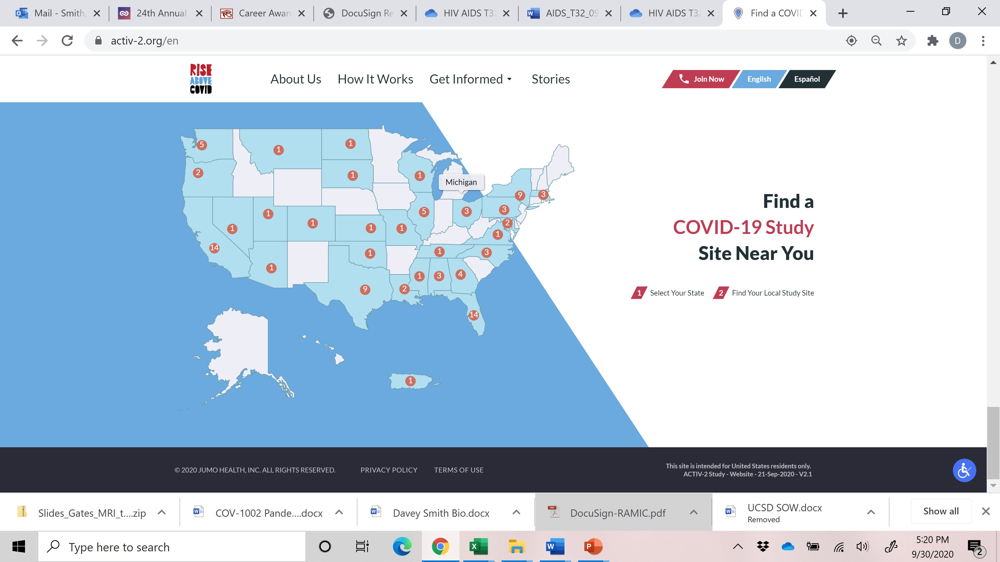 Mail - Smith,
24th Annual
Career Awar
DocuSign Re
HIV AIDS T32
AIDS_T32_09
HIV AIDS T32
Find a COVID
activ-2.org/en
D
RISE
ABOVE
COVID
About Us
How It Works
Get Informed
Stories
Join Now
English
Español
5
1
1
2
1
1
Michigan
9
3
1
5
3
3
1
1
1
1
2
1
14
1
1
3
1
1
3
4
9
2
14
1
Find a
COVID-19 Study
Site Near You
1 Select Your State
2 Find Your Local Study Site
© 2020 JUMO HEALTH, INC. ALL RIGHTS RESERVED.
PRIVACY POLICY
TERMS OF USE
This site is intended for United States residents only.
ACTIV-2 Study - Website - 21-Sep-2020 - V2.1
Slides_Gates_MRI_t....zip
COV-1002 Pande....docx
Davey Smith Bio.docx
PDF
DocuSign-RAMIC.pdf
UCSD SOW.docx
Removed
Show all
Type here to search
5:20 PM
9/30/2020
2